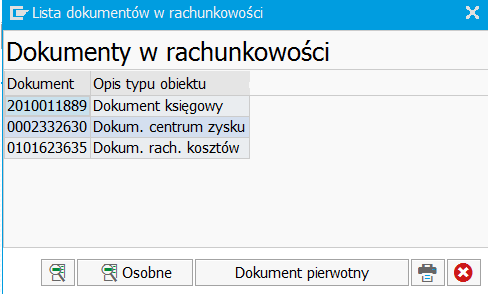 Lista dokumentów w rachunkowości
Dokumenty w rachunkowości
Dokument Opis typu obiektu
2010011889 Dokument księgowy
0002332630 Dokum. centrum zysku
0101623635 Dokum. rach. kosztów
Osobne Dokument pierwotny